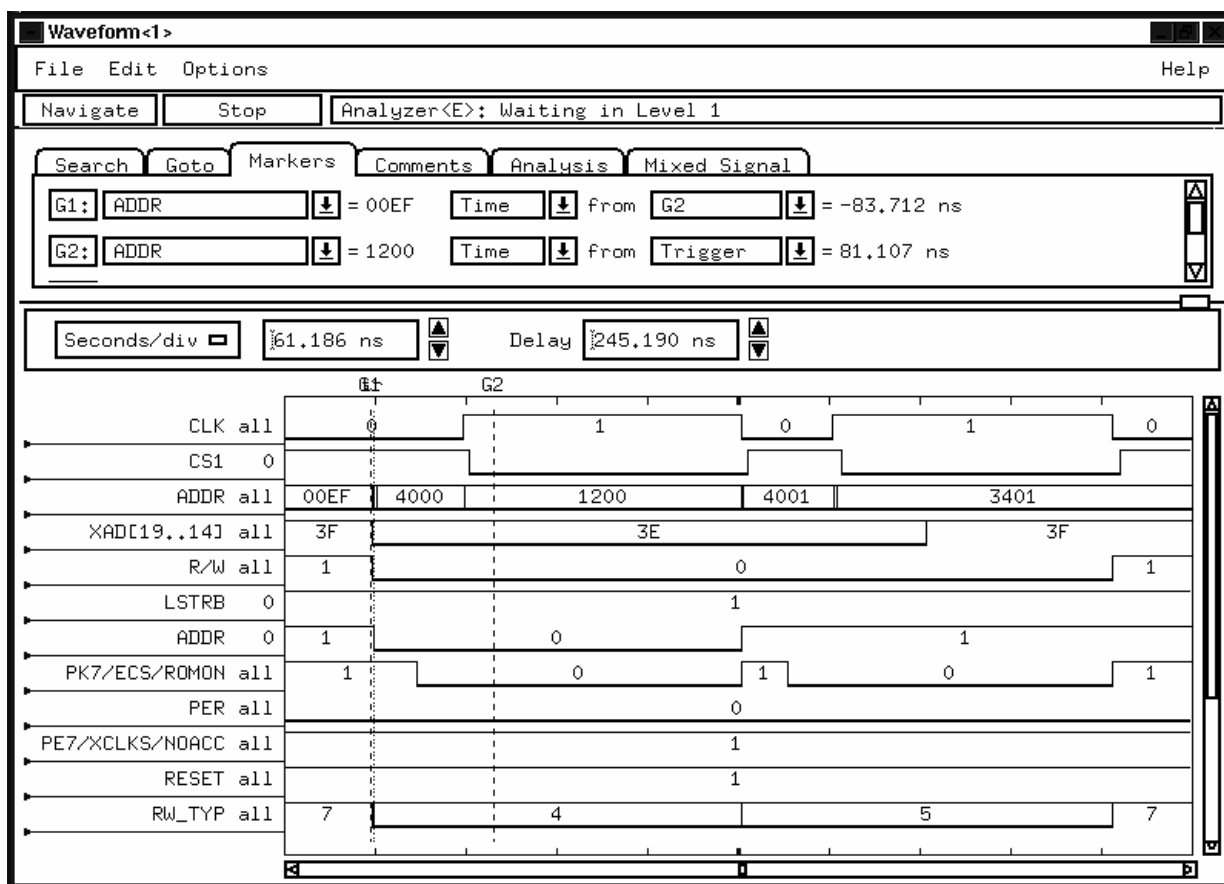 Waveform<1>
File Edit Options Help
Navigate Stop Analyzer<E>: Waiting in Level 1
Search Goto Markers Comments Analysis Mixed Signal
G1: ADDR = 00EF Time from G2 = -83.712 ns
G2: ADDR = 1200 Time from Trigger = 81.107 ns
Seconds/div 61.186 ns Delay 245.190 ns
G2
CLK all 0 1 0 1 0
CS1 0
ADDR all 00EF 4000 1200 4001 3401
XAD[19..14] all 3F 3E 3F
R/W all 1 0 1
LSTRB 0 1
ADDR 0 1 0 1
PK7/ECS/ROMON all 1 0 1 0 1
PER all 0
PE7/XCLKS/NOACC all 1
RESET all 1
RW_TYP all 7 4 5 7